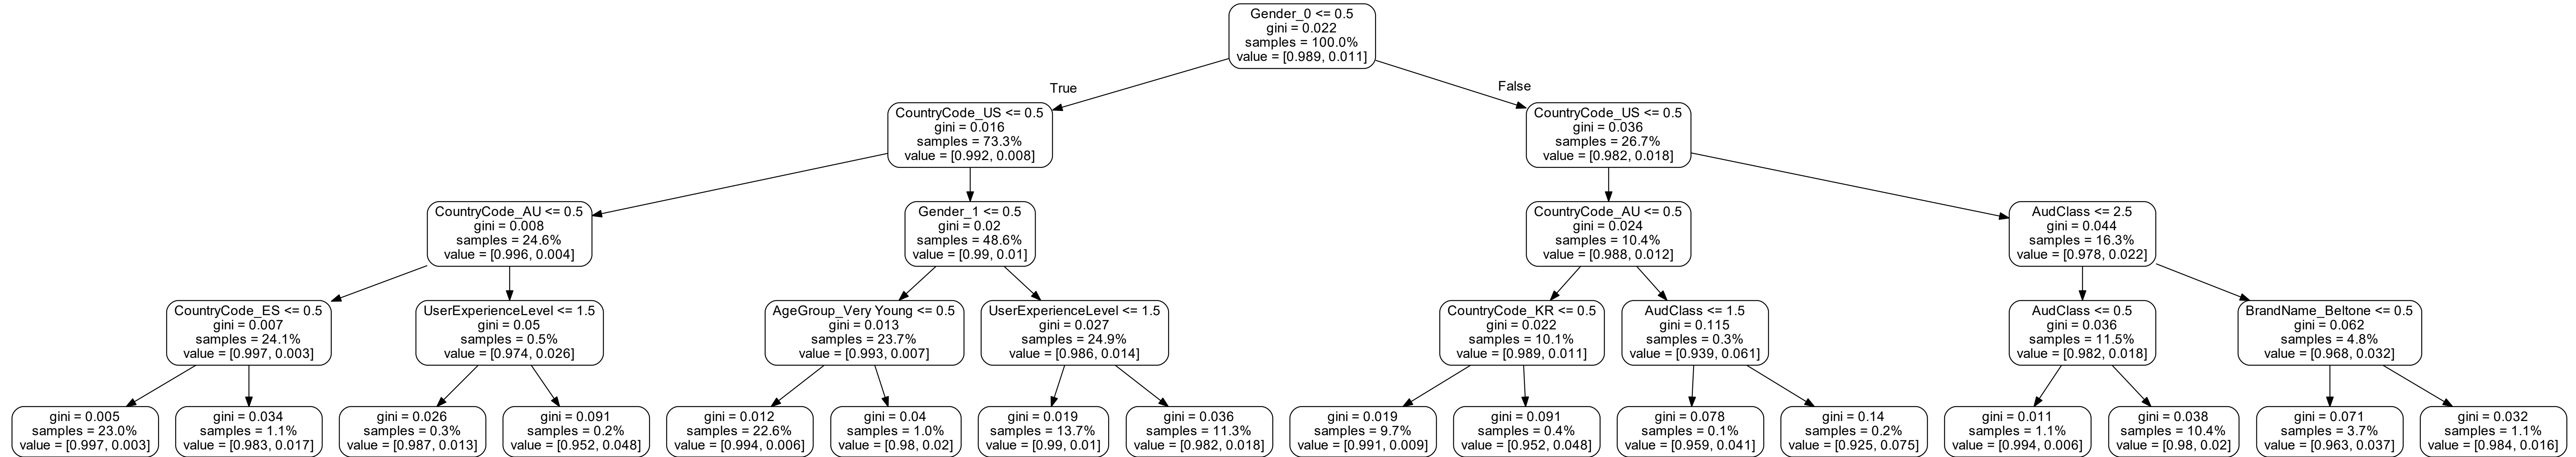 Gender_0 <= 0.5
gini = 0.022
samples = 100.0%
value = [0.989, 0.011]
True
False
CountryCode_US <= 0.5
gini = 0.016
samples = 73.3%
value = [0.992, 0.008]
CountryCode_US <= 0.5
gini = 0.036
samples = 26.7%
value = [0.982, 0.018]
CountryCode_AU <= 0.5
gini = 0.008
samples = 24.6%
value = [0.996, 0.004]
Gender_1 <= 0.5
gini = 0.02
samples = 48.6%
value = [0.99, 0.01]
CountryCode_AU <= 0.5
gini = 0.024
samples = 10.4%
value = [0.988, 0.012]
AudClass <= 2.5
gini = 0.044
samples = 16.3%
value = [0.978, 0.022]
CountryCode_ES <= 0.5
gini = 0.007
samples = 24.1%
value = [0.997, 0.003]
UserExperienceLevel <= 1.5
gini = 0.05
samples = 0.5%
value = [0.974, 0.026]
AgeGroup_Very Young <= 0.5
gini = 0.013
samples = 23.7%
value = [0.993, 0.007]
UserExperienceLevel <= 1.5
gini = 0.027
samples = 24.9%
value = [0.986, 0.014]
CountryCode_KR <= 0.5
gini = 0.022
samples = 10.1%
value = [0.989, 0.011]
AudClass <= 1.5
gini = 0.115
samples = 0.3%
value = [0.939, 0.061]
AudClass <= 0.5
gini = 0.036
samples = 11.5%
value = [0.982, 0.018]
BrandName_Beltone <= 0.5
gini = 0.062
samples = 4.8%
value = [0.968, 0.032]
gini = 0.005
samples = 23.0%
value = [0.997, 0.003]
gini = 0.034
samples = 1.1%
value = [0.983, 0.017]
gini = 0.026
samples = 0.3%
value = [0.987, 0.013]
gini = 0.091
samples = 0.2%
value = [0.952, 0.048]
gini = 0.012
samples = 22.6%
value = [0.994, 0.006]
gini = 0.04
samples = 1.0%
value = [0.98, 0.02]
gini = 0.019
samples = 13.7%
value = [0.99, 0.01]
gini = 0.036
samples = 11.3%
value = [0.982, 0.018]
gini = 0.019
samples = 9.7%
value = [0.991, 0.009]
gini = 0.091
samples = 0.4%
value = [0.952, 0.048]
gini = 0.078
samples = 0.1%
value = [0.959, 0.041]
gini = 0.14
samples = 0.2%
value = [0.925, 0.075]
gini = 0.011
samples = 1.1%
value = [0.994, 0.006]
gini = 0.038
samples = 10.4%
value = [0.98, 0.02]
gini = 0.071
samples = 3.7%
value = [0.963, 0.037]
gini = 0.032
samples = 1.1%
value = [0.984, 0.016]